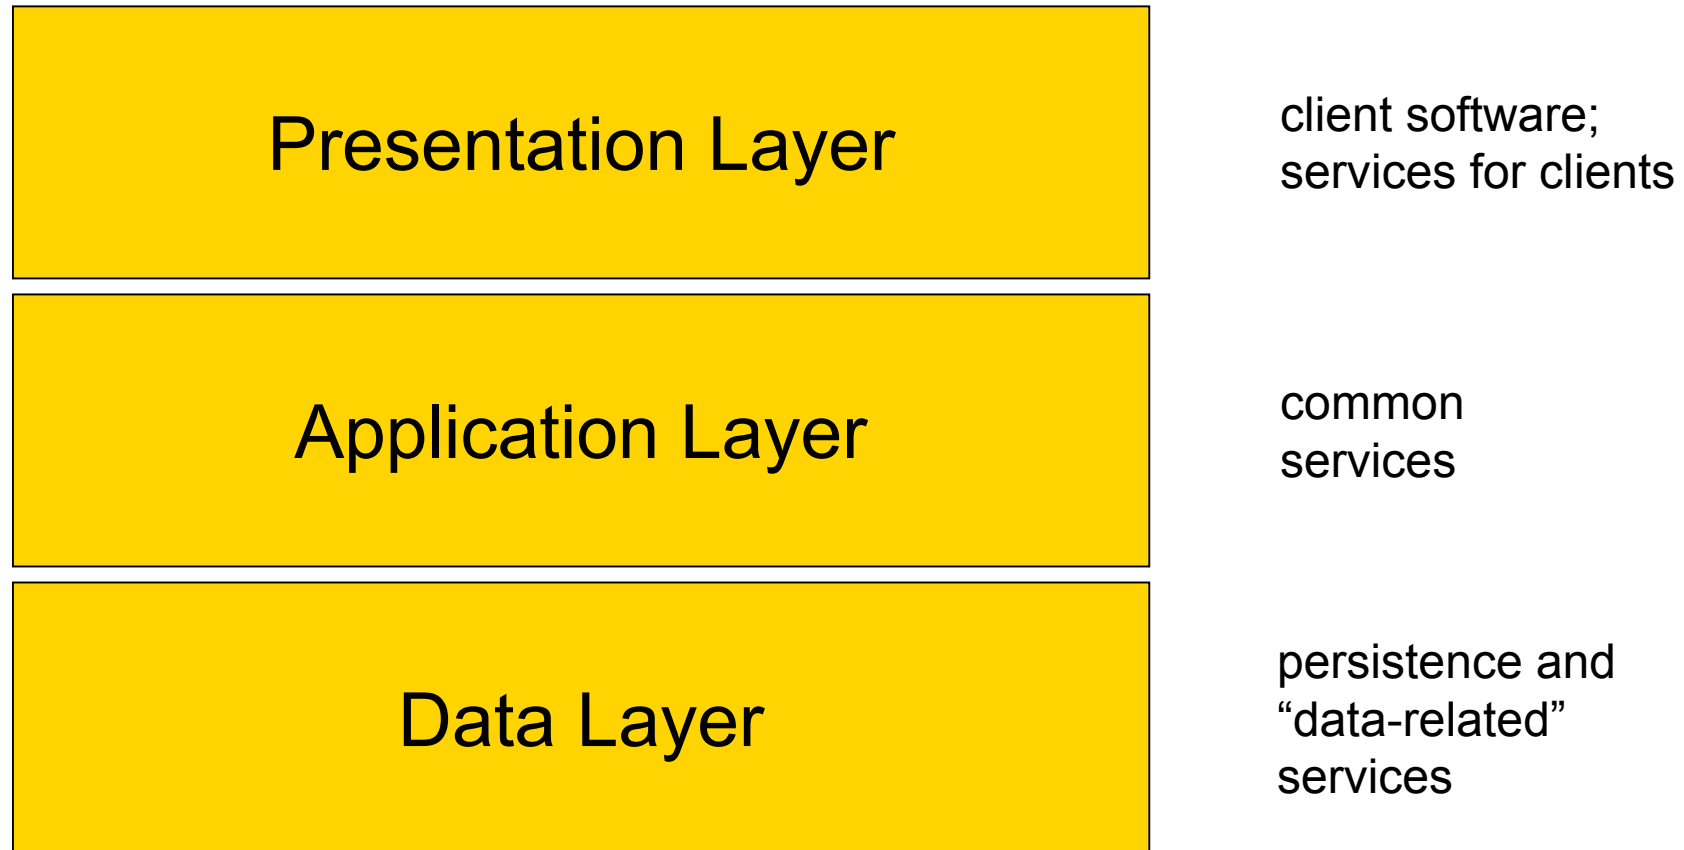 Presentation Layer
client software;
services for clients
Application Layer
common
services
Data Layer
persistence and
“data-related”
services